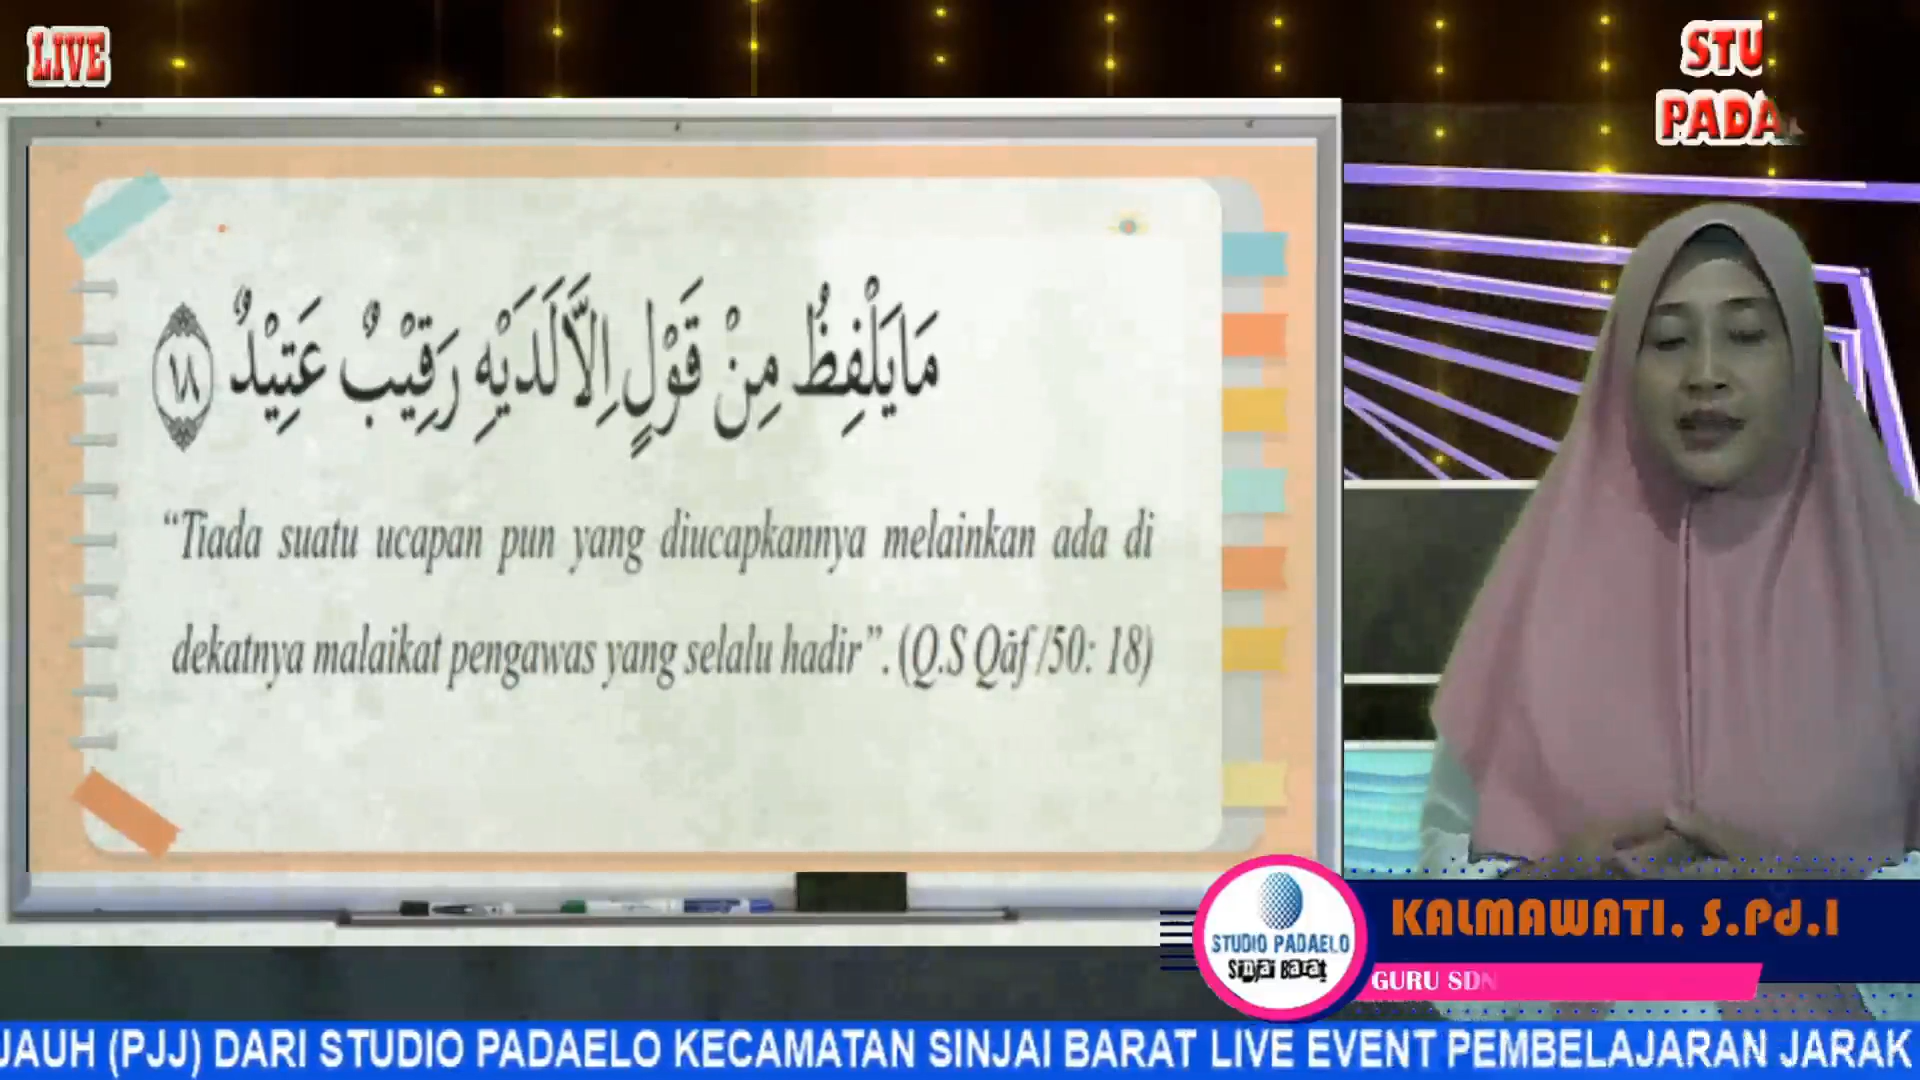 LIVE
STU
PADA
مَايَلْفِظُ مِنْ قَوْلٍ اِلَّا لَدَيْهِ رَقِيْبٌ عَتِيْدٌ ١٨
“Tiada suatu ucapan pun yang diucapkannya melainkan ada di
dekatnya malaikat pengawas yang selalu hadir”. (Q.S Qāf /50: 18)
STUDIO PADAELO
Sinjai Barat
KALMAWATI, S.Pd.I
GURU SDN
JAUH (PJJ) DARI STUDIO PADAELO KECAMATAN SINJAI BARAT LIVE EVENT PEMBELAJARAN JARAK